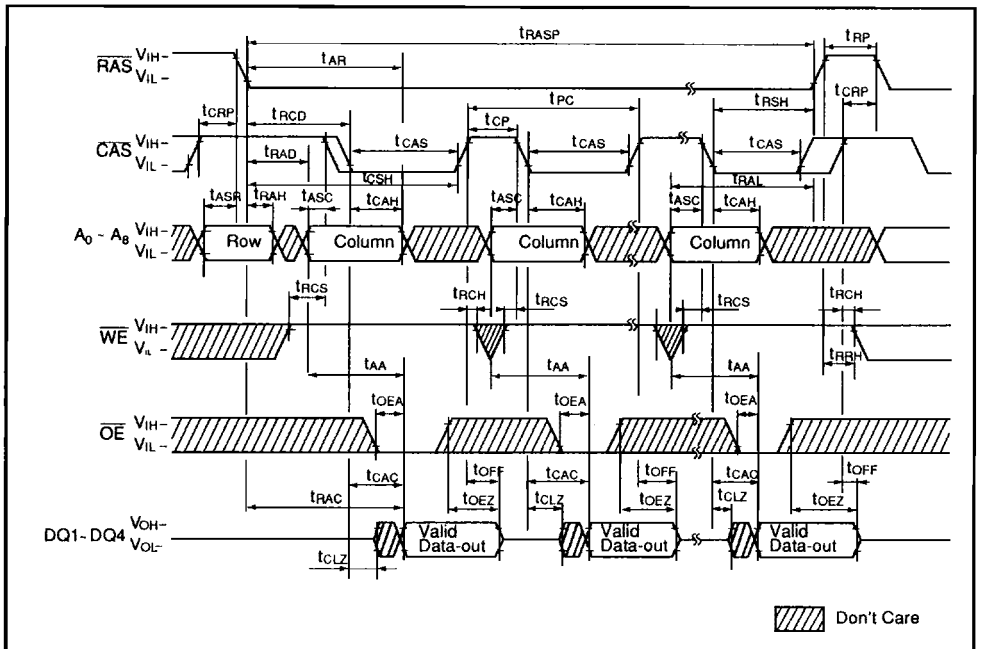 tRASP
tRP
RAS
VIH–
VIL –
tAR
tCRP
tRCD
tPC
tRSH
tCRP
CAS
VIH–
VIL –
tCP
tCAS
tCAS
tCAS
tRAD
tCSH
tRAL
tASR
tRAH
tASC
tCAH
tASC
tCAH
tASC
tCAH
A0 ~ A8
VIH–
VIL –
Row
Column
Column
Column
tRCS
tRCH
tRCS
tRCS
tRCH
WE
VIH–
VIL –
tRRH
tAA
tAA
tAA
tOEA
tOEA
tOEA
OE
VIH–
VIL –
tCAC
tOFF
tCAC
tOFF
tCAC
tOFF
tRAC
tOEZ
tCLZ
tOEZ
tCLZ
tOEZ
DQ1~ DQ4
VOH–
VOL–
Valid
Data-out
Valid
Data-out
Valid
Data-out
tCLZ
Don't Care